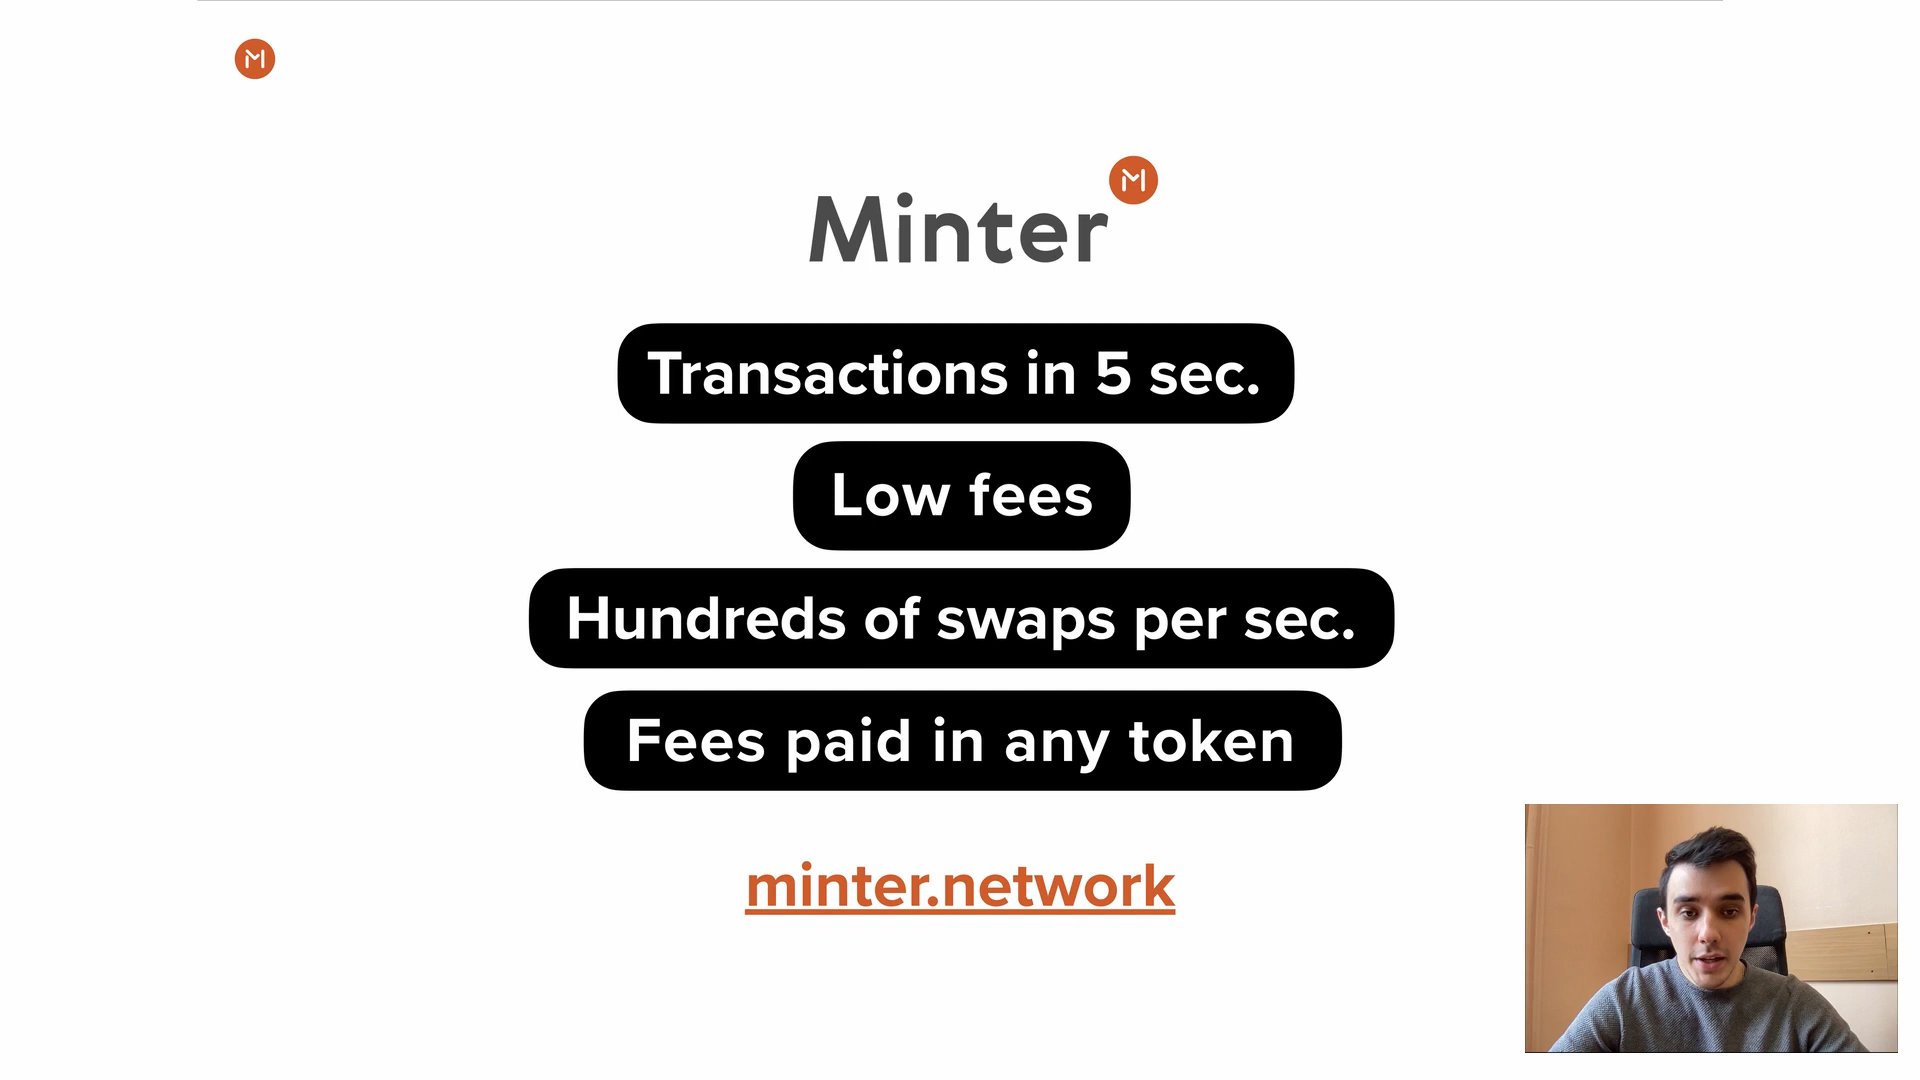 Minter
Transactions in 5 sec.
Low fees
Hundreds of swaps per sec.
Fees paid in any token
minter.network